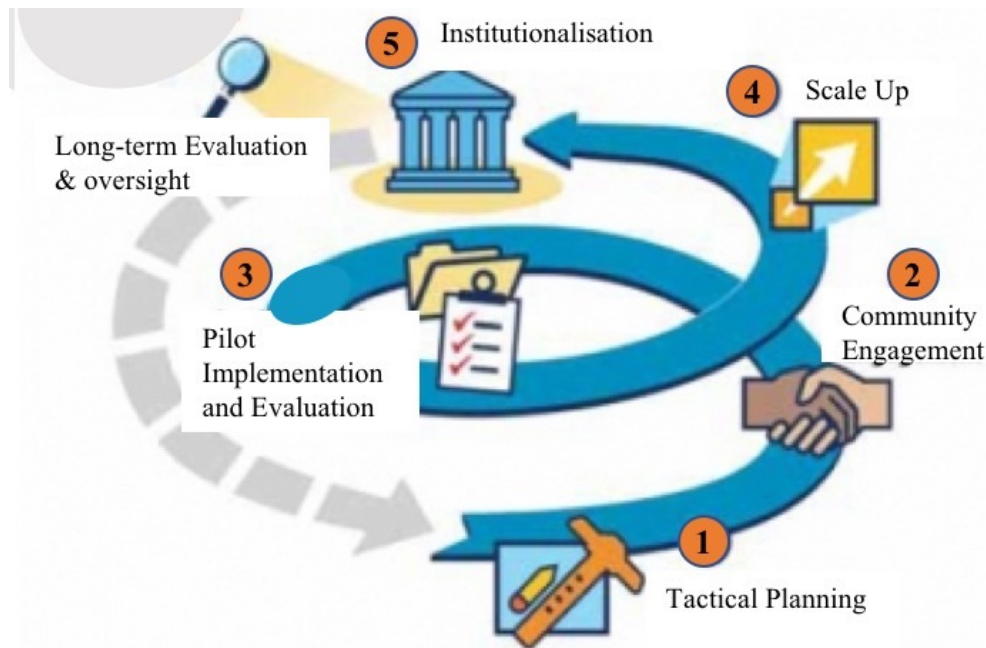 5
Institutionalisation
4
Scale Up
Long-term Evaluation
& oversight
3
2
Pilot
Implementation
and Evaluation
Community
Engagement
1
Tactical Planning